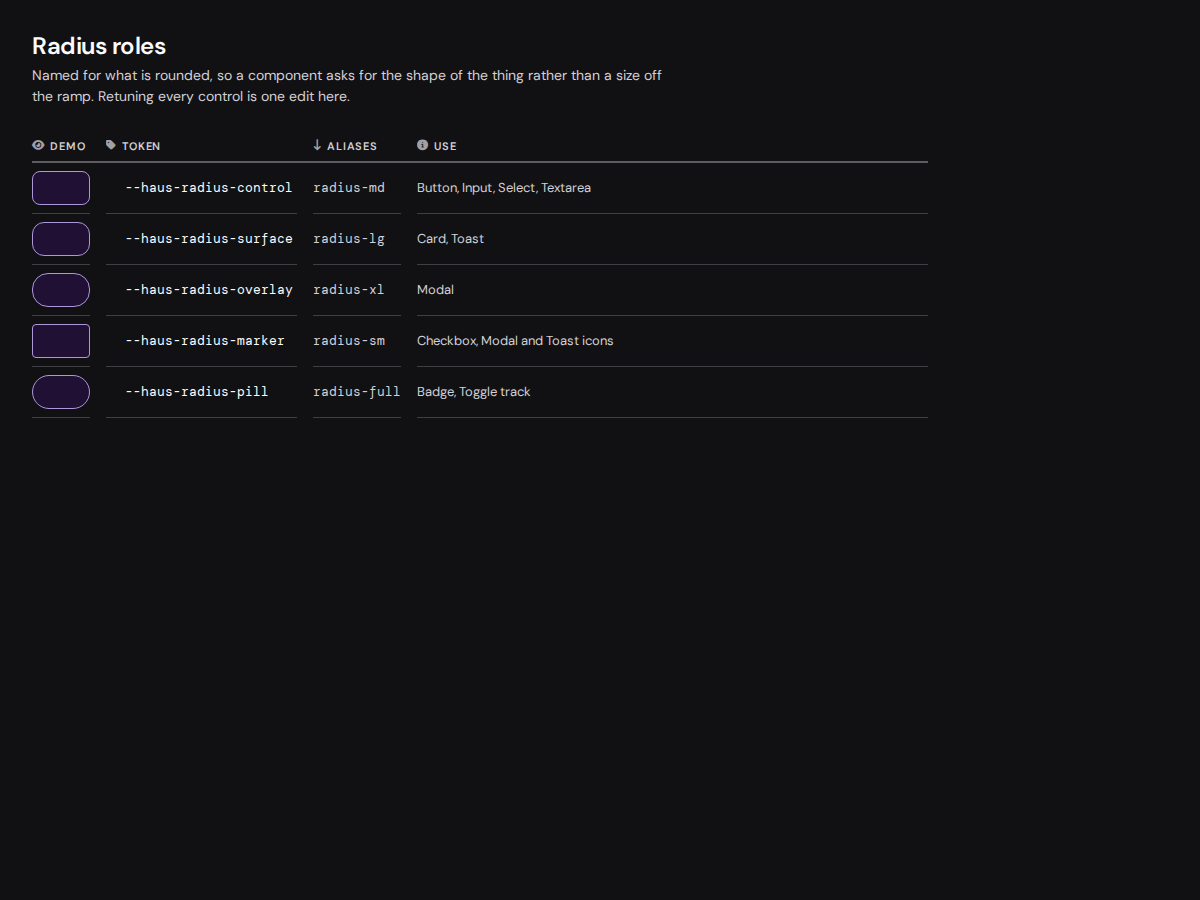 Radius roles
Named for what is rounded, so a component asks for the shape of the thing rather than a size off
the ramp. Retuning every control is one edit here.
DEMO TOKEN ALIASES USE
--haus-radius-control radius-md Button, Input, Select, Textarea
--haus-radius-surface radius-lg Card, Toast
--haus-radius-overlay radius-xl Modal
--haus-radius-marker radius-sm Checkbox, Modal and Toast icons
--haus-radius-pill radius-full Badge, Toggle track